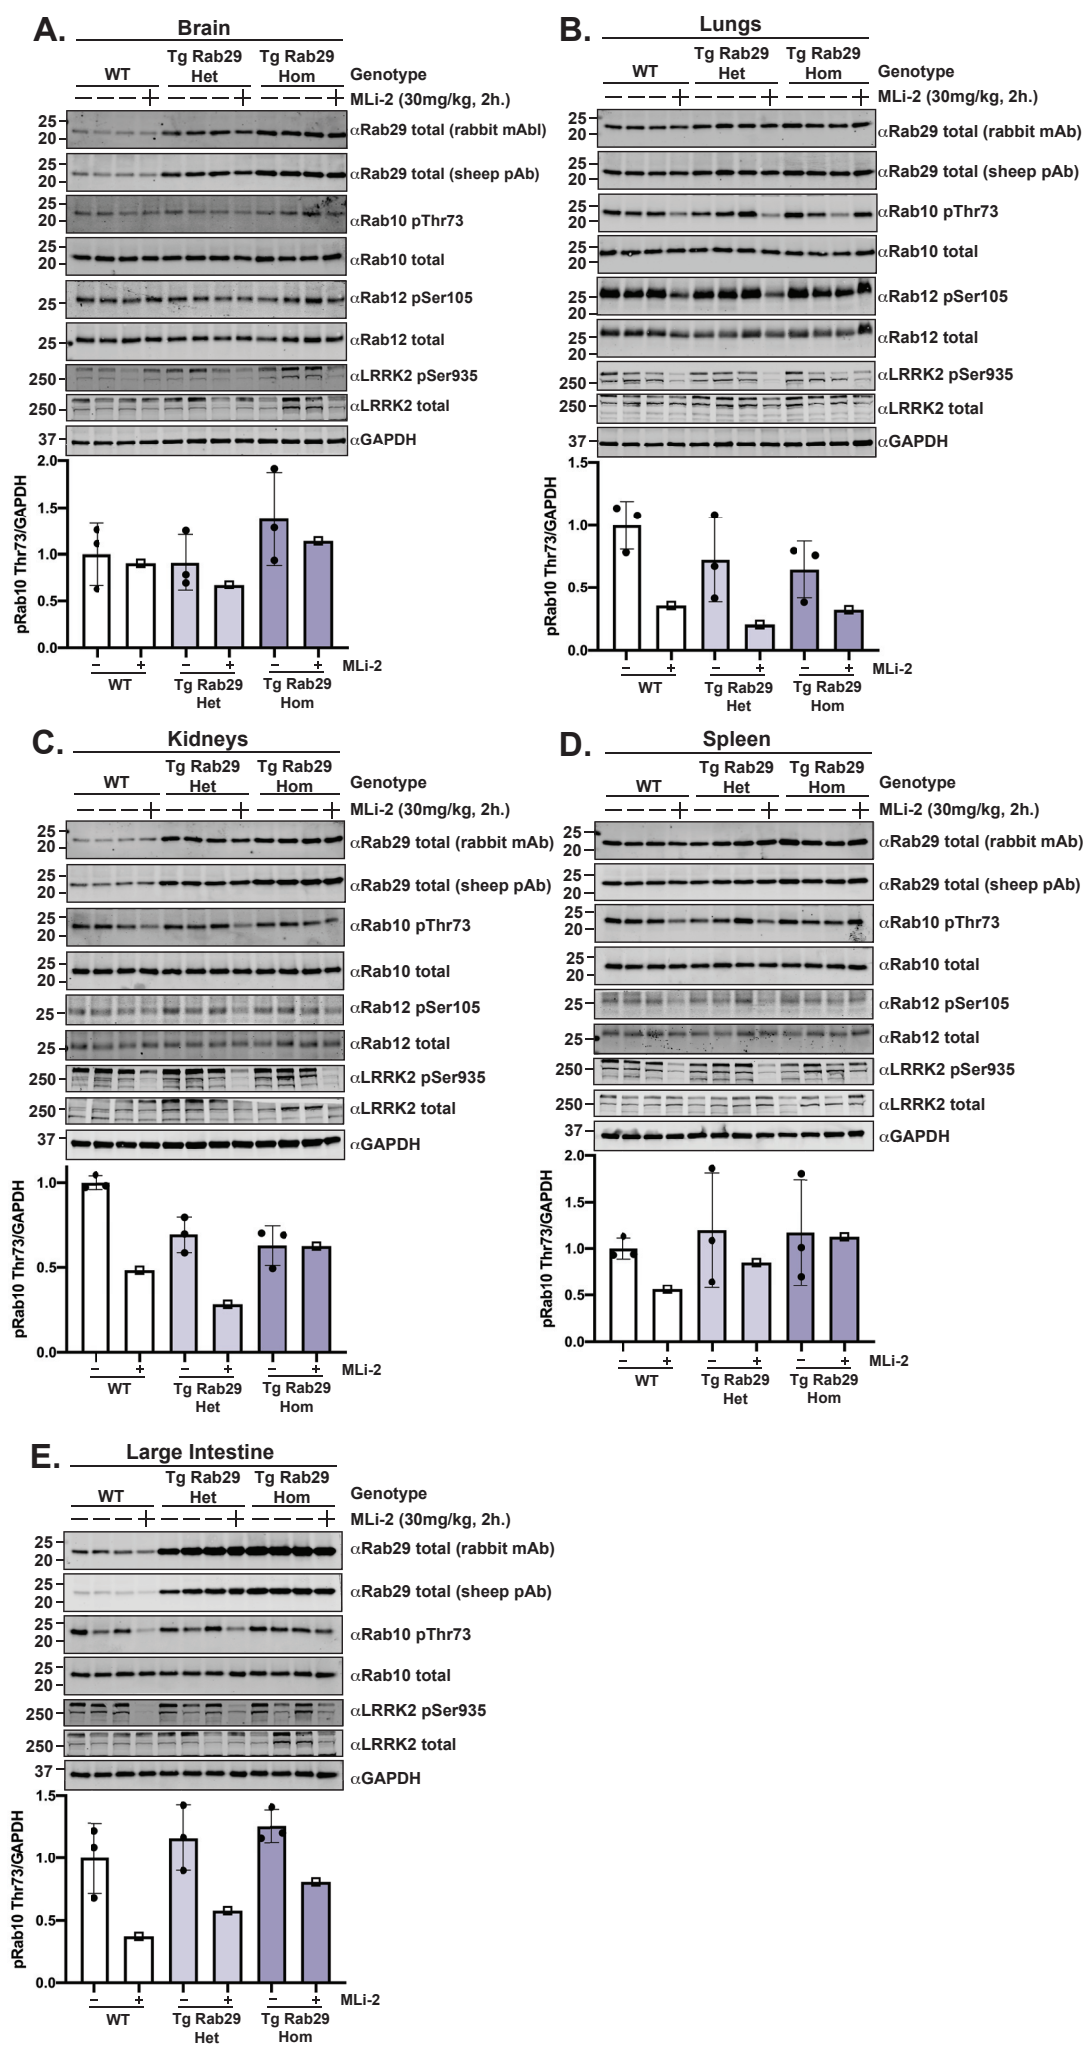 A.
Brain
WT
Tg Rab29
Het
Tg Rab29
Hom
Genotype
MLi-2 (30mg/kg, 2h.)
25
20
αRab29 total (rabbit mAbl)
25
20
αRab29 total (sheep pAb)
25
20
αRab10 pThr73
25
20
αRab10 total
25
αRab12 pSer105
25
αRab12 total
250
αLRRK2 pSer935
250
αLRRK2 total
37
αGAPDH
pRab10 Thr73/GAPDH
2.0
1.5
1.0
0.5
0.0
− + − + − + MLi-2
WT
Tg Rab29
Het
Tg Rab29
Hom
B.
Lungs
WT
Tg Rab29
Het
Tg Rab29
Hom
Genotype
MLi-2 (30mg/kg, 2h.)
25
20
αRab29 total (rabbit mAb)
25
20
αRab29 total (sheep pAb)
25
20
αRab10 pThr73
25
20
αRab10 total
25
20
αRab12 pSer105
25
20
αRab12 total
250
αLRRK2 pSer935
250
αLRRK2 total
37
αGAPDH
pRab10 Thr73/GAPDH
1.5
1.0
0.5
0.0
− + − + − + MLi-2
WT
Tg Rab29
Het
Tg Rab29
Hom
C.
Kidneys
WT
Tg Rab29
Het
Tg Rab29
Hom
Genotype
MLi-2 (30mg/kg, 2h.)
25
20
αRab29 total (rabbit mAb)
25
20
αRab29 total (sheep pAb)
25
20
αRab10 pThr73
25
20
αRab10 total
25
αRab12 pSer105
25
αRab12 total
250
αLRRK2 pSer935
250
αLRRK2 total
37
αGAPDH
pRab10 Thr73/GAPDH
1.0
0.5
0.0
− + − + − + MLi-2
WT
Tg Rab29
Het
Tg Rab29
Hom
D.
Spleen
WT
Tg Rab29
Het
Tg Rab29
Hom
Genotype
MLi-2 (30mg/kg, 2h.)
25
20
αRab29 total (rabbit mAb)
25
20
αRab29 total (sheep pAb)
25
20
αRab10 pThr73
25
20
αRab10 total
25
αRab12 pSer105
25
αRab12 total
250
αLRRK2 pSer935
250
αLRRK2 total
37
αGAPDH
pRab10 Thr73/GAPDH
2.0
1.5
1.0
0.5
0.0
− + − + − + MLi-2
WT
Tg Rab29
Het
Tg Rab29
Hom
E.
Large Intestine
WT
Tg Rab29
Het
Tg Rab29
Hom
Genotype
MLi-2 (30mg/kg, 2h.)
25
20
αRab29 total (rabbit mAb)
25
20
αRab29 total (sheep pAb)
25
20
αRab10 pThr73
25
20
αRab10 total
250
αLRRK2 pSer935
250
αLRRK2 total
37
αGAPDH
pRab10 Thr73/GAPDH
1.5
1.0
0.5
0.0
− + − + − + MLi-2
WT
Tg Rab29
Het
Tg Rab29
Hom